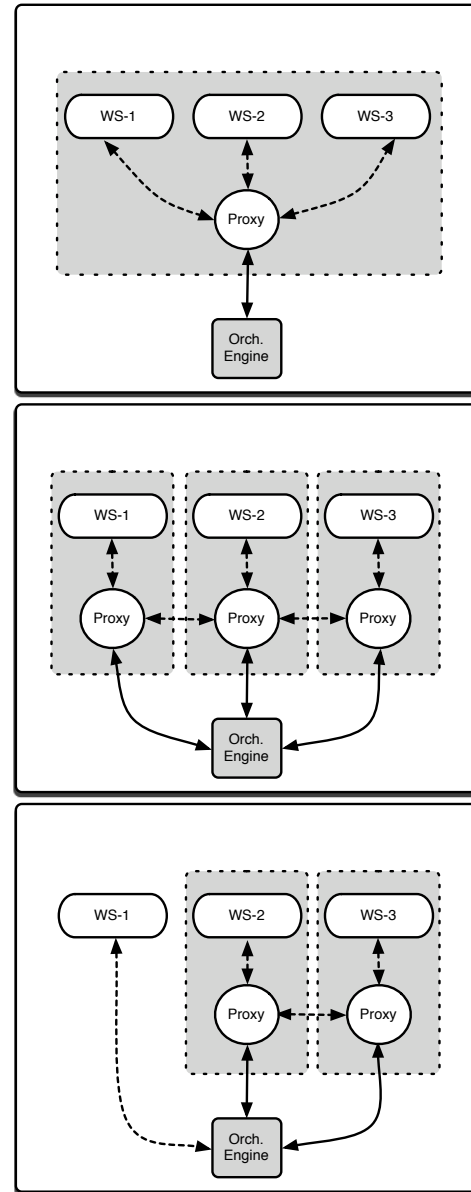 WS-1
WS-2
WS-3
Proxy
Orch.
Engine
WS-1
WS-2
WS-3
Proxy
Proxy
Proxy
Orch.
Engine
WS-1
WS-2
WS-3
Proxy
Proxy
Orch.
Engine